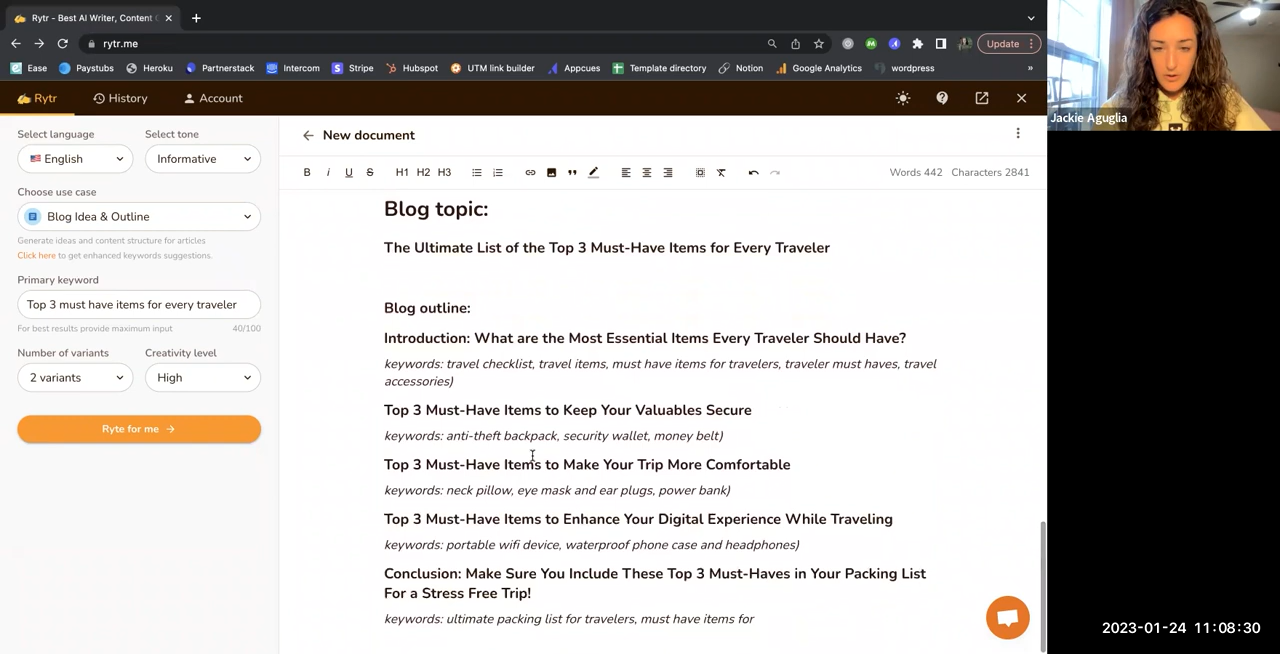 Rytr - Best AI Writer, Content
rytr.me
Update
Ease
Paystubs
Heroku
Partnerstack
Intercom
Stripe
Hubspot
UTM link builder
Appcues
Template directory
Notion
Google Analytics
wordpress
»
Rytr
History
Account
Select language
Select tone
English
Informative
Choose use case
Blog Idea & Outline
Generate ideas and content structure for articles
Click here to get enhanced keywords suggestions.
Primary keyword
Top 3 must have items for every traveler
For best results provide maximum input
40/100
Number of variants
Creativity level
2 variants
High
Ryte for me →
New document
B i U S H1 H2 H3
Words 442 Characters 2841
Blog topic:
The Ultimate List of the Top 3 Must-Have Items for Every Traveler
Blog outline:
Introduction: What are the Most Essential Items Every Traveler Should Have?
keywords: travel checklist, travel items, must have items for travelers, traveler must haves, travel
accessories)
Top 3 Must-Have Items to Keep Your Valuables Secure
keywords: anti-theft backpack, security wallet, money belt)
Top 3 Must-Have Items to Make Your Trip More Comfortable
keywords: neck pillow, eye mask and ear plugs, power bank)
Top 3 Must-Have Items to Enhance Your Digital Experience While Traveling
keywords: portable wifi device, waterproof phone case and headphones)
Conclusion: Make Sure You Include These Top 3 Must-Haves in Your Packing List
For a Stress Free Trip!
keywords: ultimate packing list for travelers, must have items for
Jackie Aguglia
2023-01-24 11:08:30